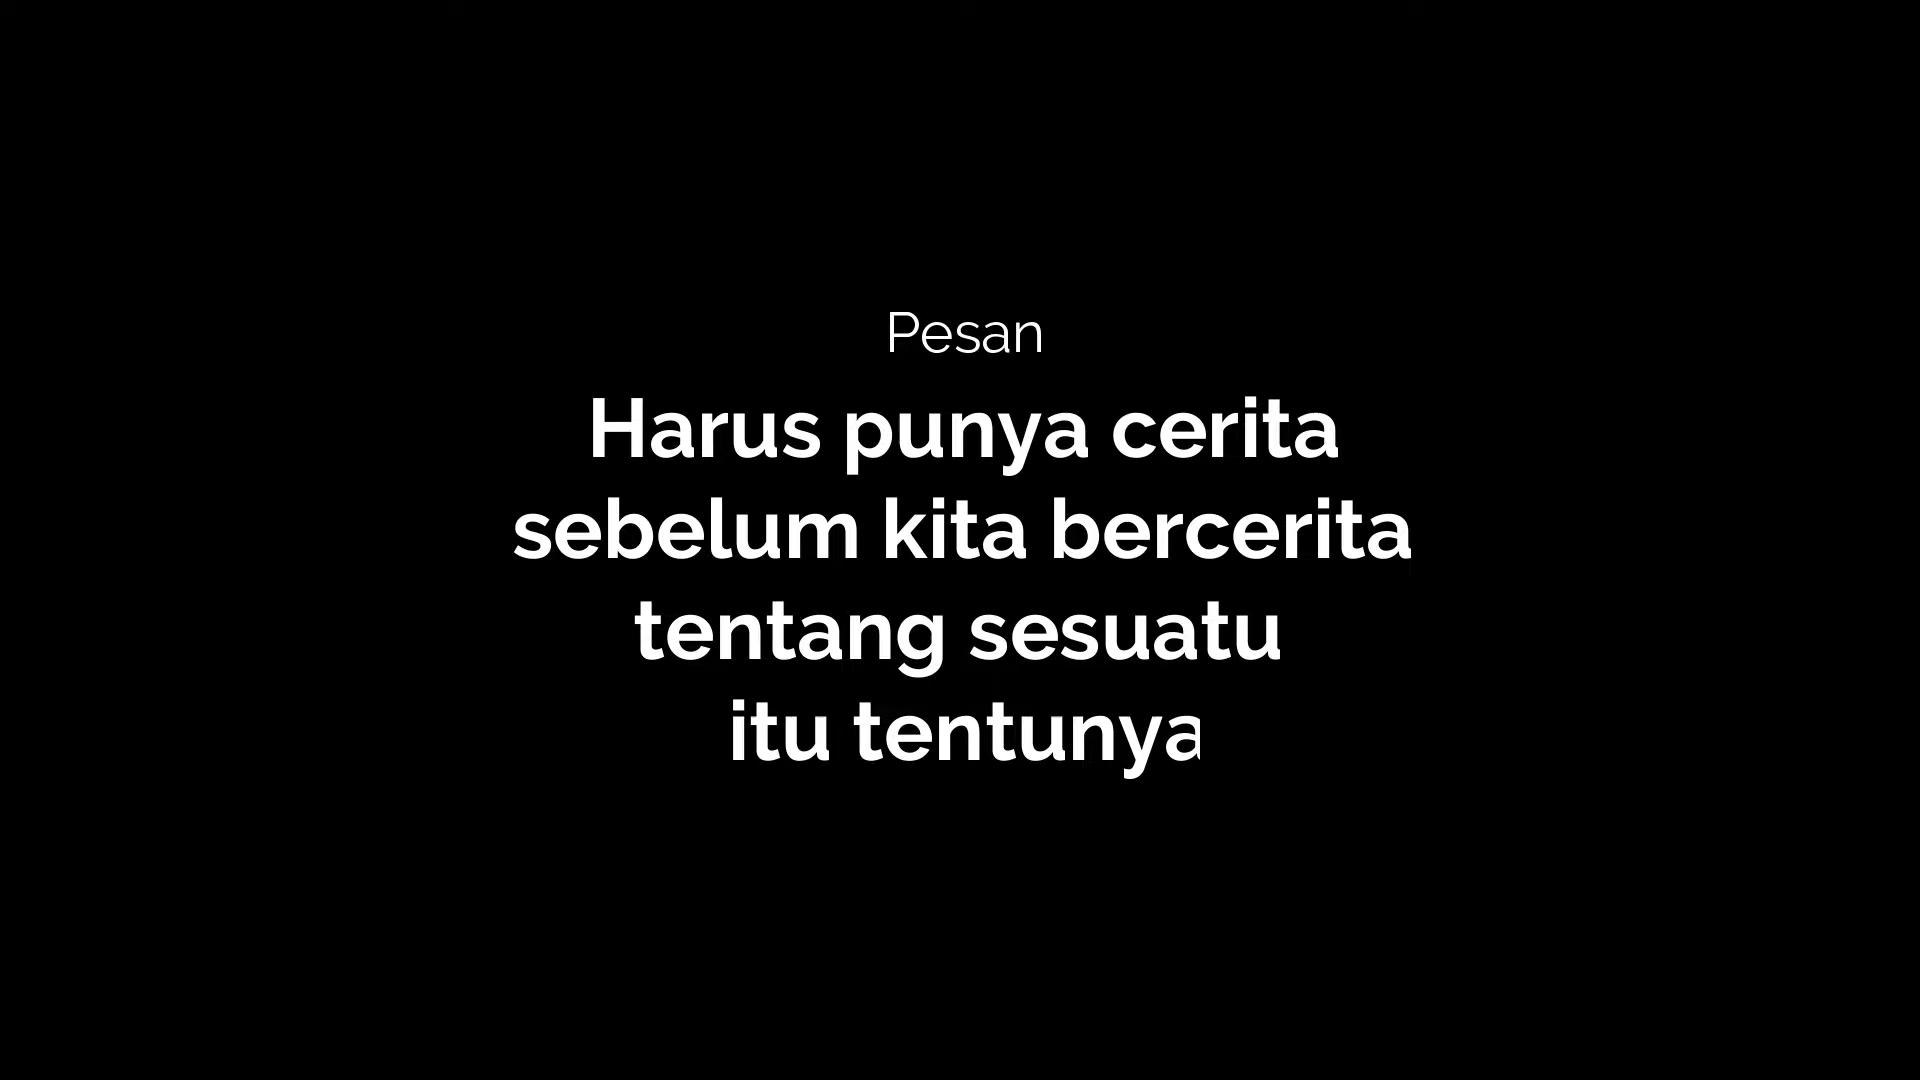 Pesan
Harus punya cerita
sebelum kita bercerita
tentang sesuatu
itu tentunya